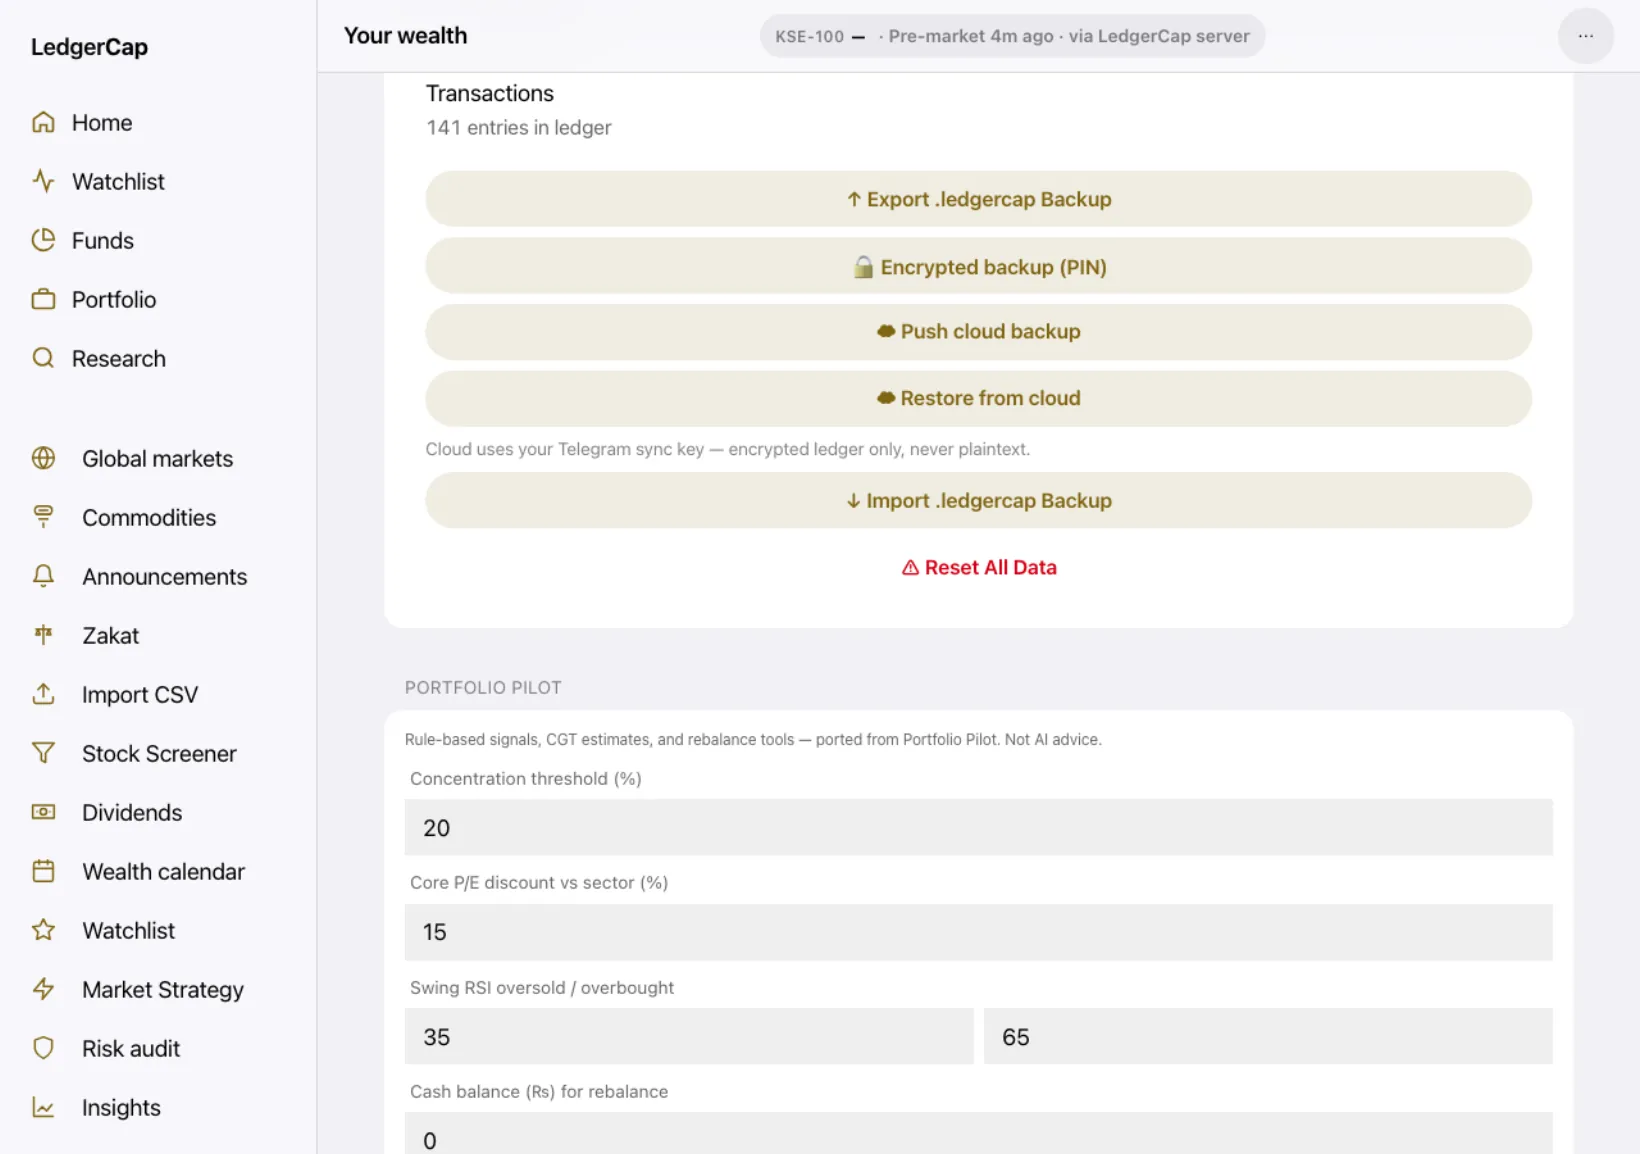 LedgerCap
Home
Watchlist
Funds
Portfolio
Research
Global markets
Commodities
Announcements
Zakat
Import CSV
Stock Screener
Dividends
Wealth calendar
Watchlist
Market Strategy
Risk audit
Insights
Your wealth
KSE-100 — · Pre-market 4m ago · via LedgerCap server
...
Transactions
141 entries in ledger
↑ Export .ledgercap Backup
🔒 Encrypted backup (PIN)
☁ Push cloud backup
☁ Restore from cloud
Cloud uses your Telegram sync key — encrypted ledger only, never plaintext.
↓ Import .ledgercap Backup
⚠ Reset All Data
PORTFOLIO PILOT
Rule-based signals, CGT estimates, and rebalance tools — ported from Portfolio Pilot. Not AI advice.
Concentration threshold (%)
20
Core P/E discount vs sector (%)
15
Swing RSI oversold / overbought
35 65
Cash balance (Rs) for rebalance
0